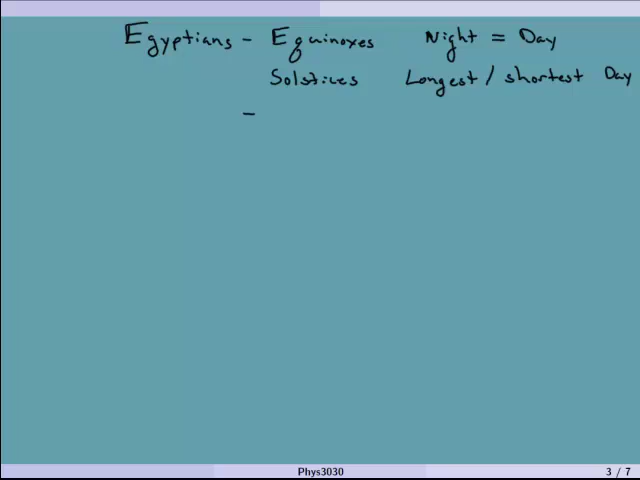 Egyptians - Equinoxes Night = Day
Solstices Longest / shortest Day
-
Phys3030 3 / 7